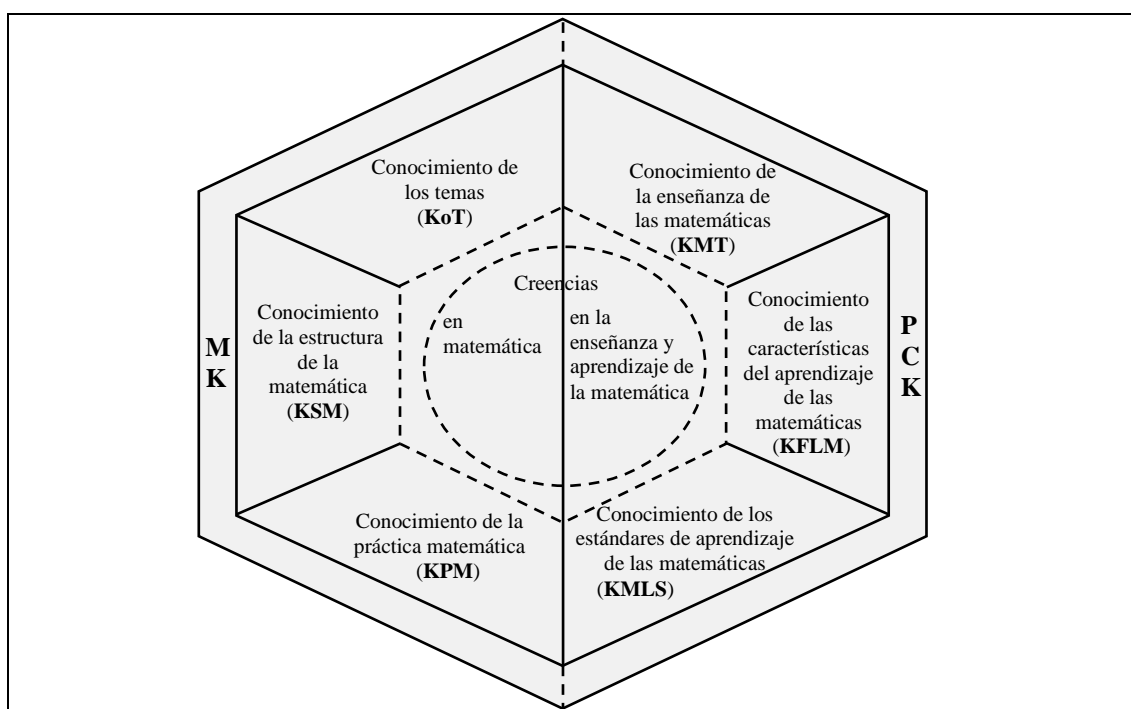 Conocimiento de
los temas
(KoT)
Conocimiento de
la enseñanza de
las matemáticas
(KMT)
M
K
Conocimiento
de la estructura
de la
matemática
(KSM)
Creencias
en
matemática
en la
enseñanza y
aprendizaje de
la matemática
Conocimiento
de las
características
del aprendizaje
de las
matemáticas
(KFLM)
P
C
K
Conocimiento de la
práctica matemática
(KPM)
Conocimiento de los
estándares de aprendizaje
de las matemáticas
(KMLS)